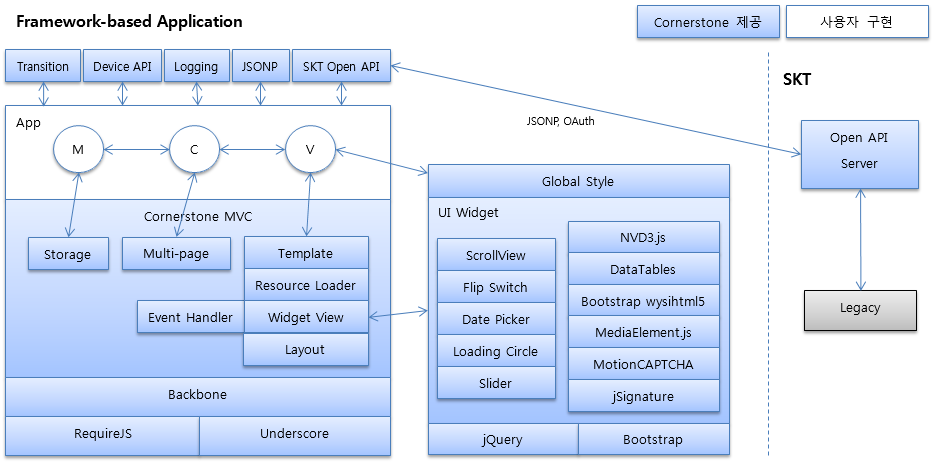 Framework-based Application
Cornerstone 제공
사용자 구현
Transition
Device API
Logging
JSONP
SKT Open API
SKT
JSONP, OAuth
App
M
C
V
Open API
Server
Global Style
Cornerstone MVC
UI Widget
Storage
Multi-page
Template
Resource Loader
Event Handler
Widget View
Layout
ScrollView
Flip Switch
Date Picker
Loading Circle
Slider
NVD3.js
DataTables
Bootstrap wysihtml5
MediaElement.js
MotionCAPTCHA
jSignature
Legacy
Backbone
RequireJS
Underscore
jQuery
Bootstrap